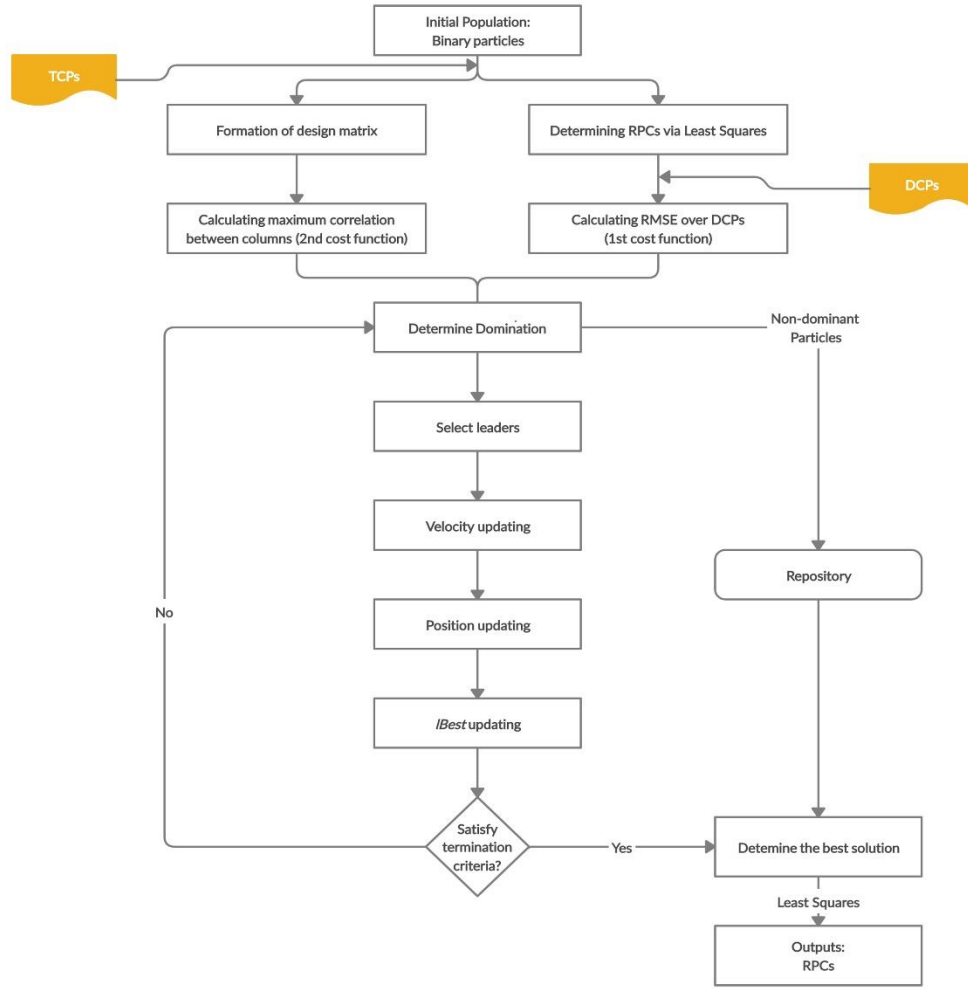 Initial Population:
Binary particles
TCPs
Formation of design matrix
Determining RPCs via Least Squares
DCPs
Calculating maximum correlation
between columns (2nd cost function)
Calculating RMSE over DCPs
(1st cost function)
Determine Domination
Non-dominant
Particles
Select leaders
Velocity updating
Repository
No
Position updating
lBest updating
Satisfy
termination
criteria?
Yes
Detemine the best solution
Least Squares
Outputs:
RPCs